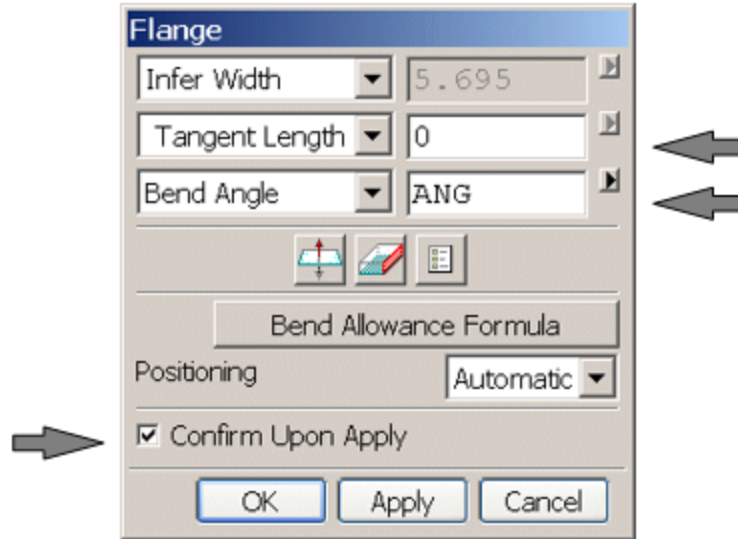 Flange
Infer Width 5.695
Tangent Length 0
Bend Angle ANG
Bend Allowance Formula
Positioning Automatic
Confirm Upon Apply
OK Apply Cancel